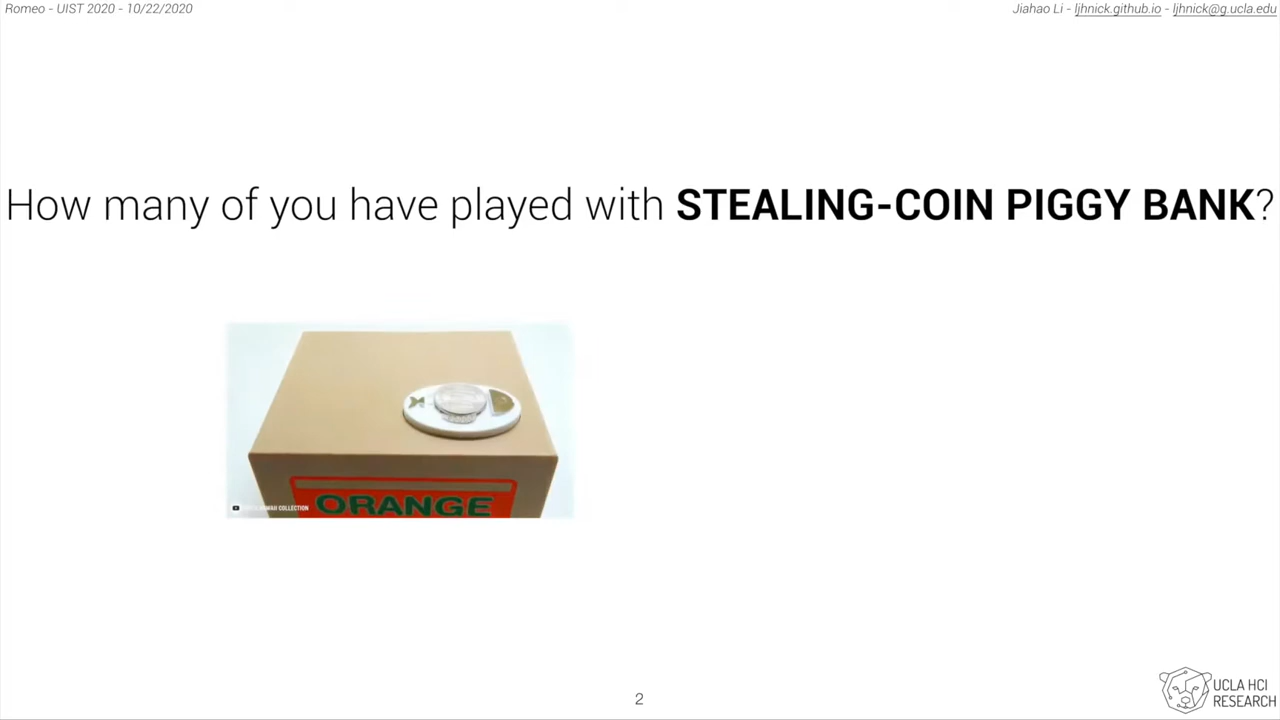 Romeo - UIST 2020 - 10/22/2020
Jiahao Li - ljhnick.github.io - ljhnick@g.ucla.edu
How many of you have played with STEALING-COIN PIGGY BANK?
ORANGE
COLLECTION
2
UCLA HCI
RESEARCH